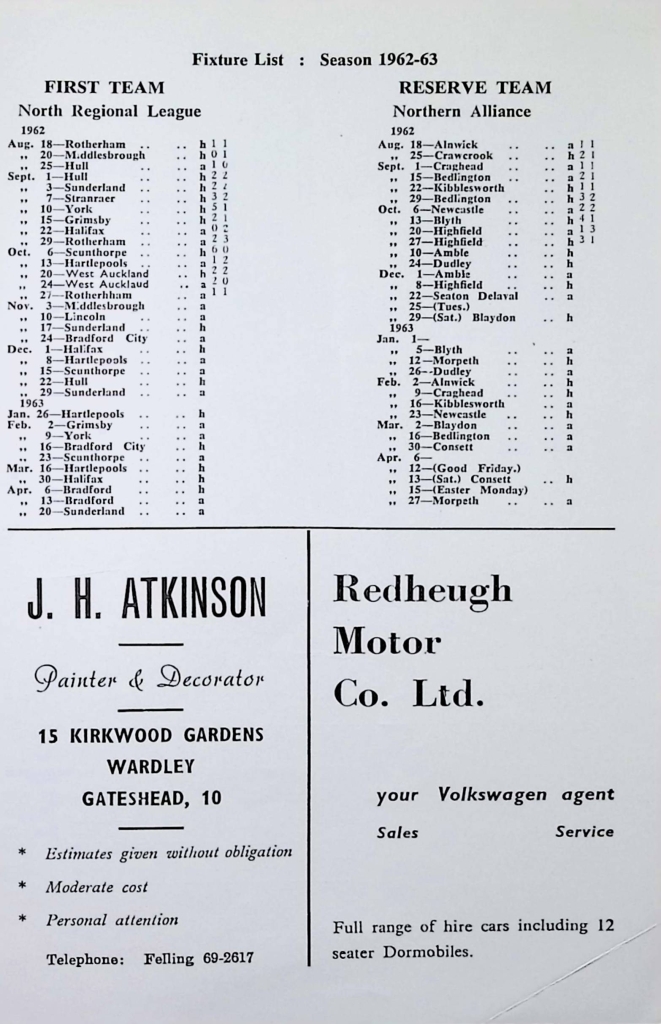 Fixture List : Season 1962-63
FIRST TEAM
North Regional League
1962
Aug. 18—Rotherham .. .. h 1 1
„ 20—Middlesbrough .. h 0 1
„ 25—Hull .. .. a 1 0
Sept. 1—Hull .. .. h 2 2
„ 3—Sunderland .. .. h 2 2
„ 7—Stranraer .. .. h 3 2
„ 10—York .. .. h 5 1
„ 15—Grimsby .. .. h 2 1
„ 22—Halifax .. .. a 0 2
„ 29—Rotherham .. .. a 2 3
Oct. 6—Scunthorpe .. .. h 6 0
„ 13—Hartlepools .. .. a 1 2
„ 20—West Auckland .. h 2 2
„ 24—West Auckland .. a 2 0
„ 27—Rotherhham .. .. a 1 1
Nov. 3—Middlesbrough .. a
„ 10—Lincoln .. .. a
„ 17—Sunderland .. .. h
„ 24—Bradford City .. h
Dec. 1—Halifax .. .. h
„ 8—Hartlepools .. .. a
„ 15—Scunthorpe .. .. a
„ 22—Hull .. .. h
„ 29—Sunderland .. .. a
1963
Jan. 26—Hartlepools .. .. h
Feb. 2—Grimsby .. .. a
„ 9—York .. .. a
„ 16—Bradford City .. h
„ 23—Scunthorpe .. .. a
Mar. 16—Hartlepools .. .. h
„ 30—Halifax .. .. h
Apr. 6—Bradford .. .. h
„ 13—Bradford .. .. a
„ 20—Sunderland .. .. a
RESERVE TEAM
Northern Alliance
1962
Aug. 18—Alnwick .. .. a 1 1
„ 25—Crawcrook .. .. h 2 1
Sept. 1—Craghead .. .. a 1 1
„ 15—Bedlington .. .. a 2 1
„ 22—Kibblesworth .. .. h 1 1
„ 29—Bedlington .. .. h 3 2
Oct. 6—Newcastle .. .. a 2 2
„ 13—Blyth .. .. h 4 1
„ 20—Highfield .. .. a 1 3
„ 27—Highfield .. .. h 3 1
„ 10—Amble .. .. h
„ 24—Dudley .. .. h
Dec. 1—Amble .. .. a
„ 8—Highfield .. .. h
„ 22—Seaton Delaval .. a
„ 25—(Tues.)
„ 29—(Sat.) Blaydon .. h
1963
Jan. 1—
„ 5—Blyth .. .. a
„ 12—Morpeth .. .. h
„ 26—Dudley .. .. a
Feb. 2—Alnwick .. .. h
„ 9—Craghead .. .. h
„ 16—Kibblesworth .. .. a
„ 23—Newcastle .. .. h
Mar. 2—Blaydon .. .. a
„ 16—Bedlington .. .. a
„ 30—Consett .. .. a
Apr. 6—
„ 12—(Good Friday.)
„ 13—(Sat.) Consett .. h
„ 15—(Easter Monday)
„ 27—Morpeth .. .. a
J. H. ATKINSON
Painter & Decorator
15 KIRKWOOD GARDENS
WARDLEY
GATESHEAD, 10
* Estimates given without obligation
* Moderate cost
* Personal attention
Telephone: Felling 69-2617
Redheugh
Motor
Co. Ltd.
your Volkswagen agent
Sales Service
Full range of hire cars including 12
seater Dormobiles.